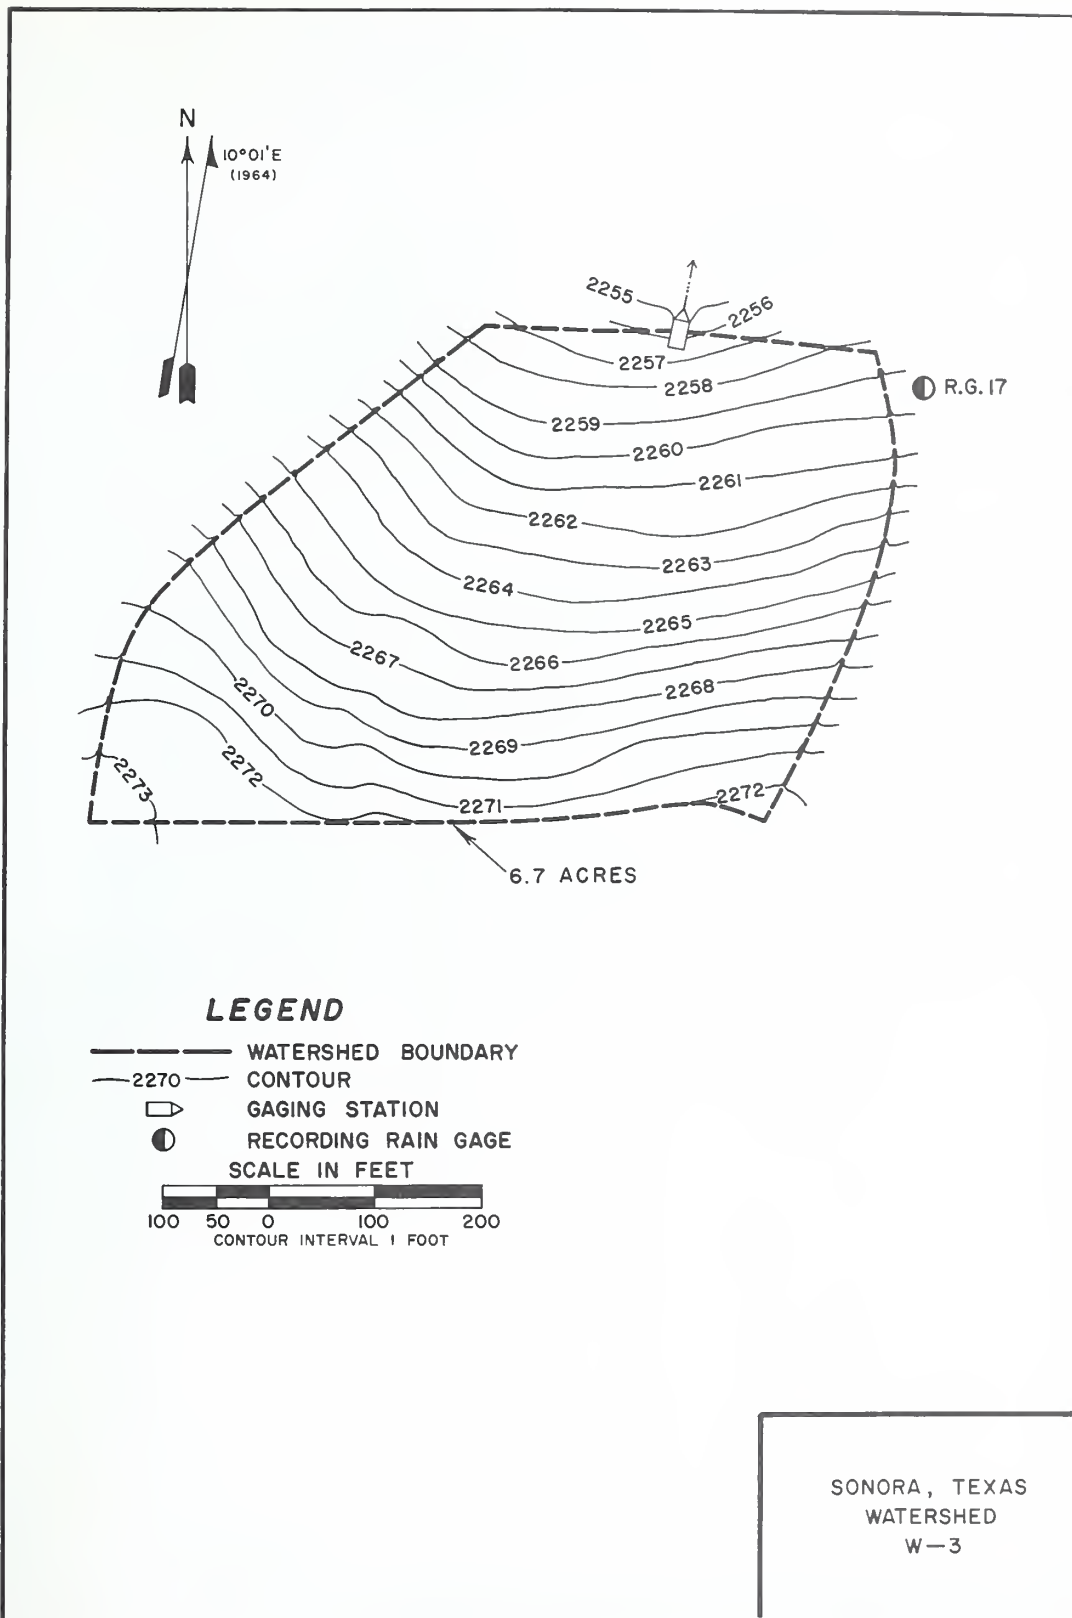 N
10°01'E
(1964)
2255
2256
2257
2258
R.G. 17
2259
2260
2261
2262
2263
2264
2265
2266
2267
2268
2270
2269
2272
2273
2271
2272
6.7 ACRES
LEGEND
WATERSHED BOUNDARY
2270 CONTOUR
GAGING STATION
RECORDING RAIN GAGE
SCALE IN FEET
100 50 0 100 200
CONTOUR INTERVAL 1 FOOT
SONORA, TEXAS
WATERSHED
W-3